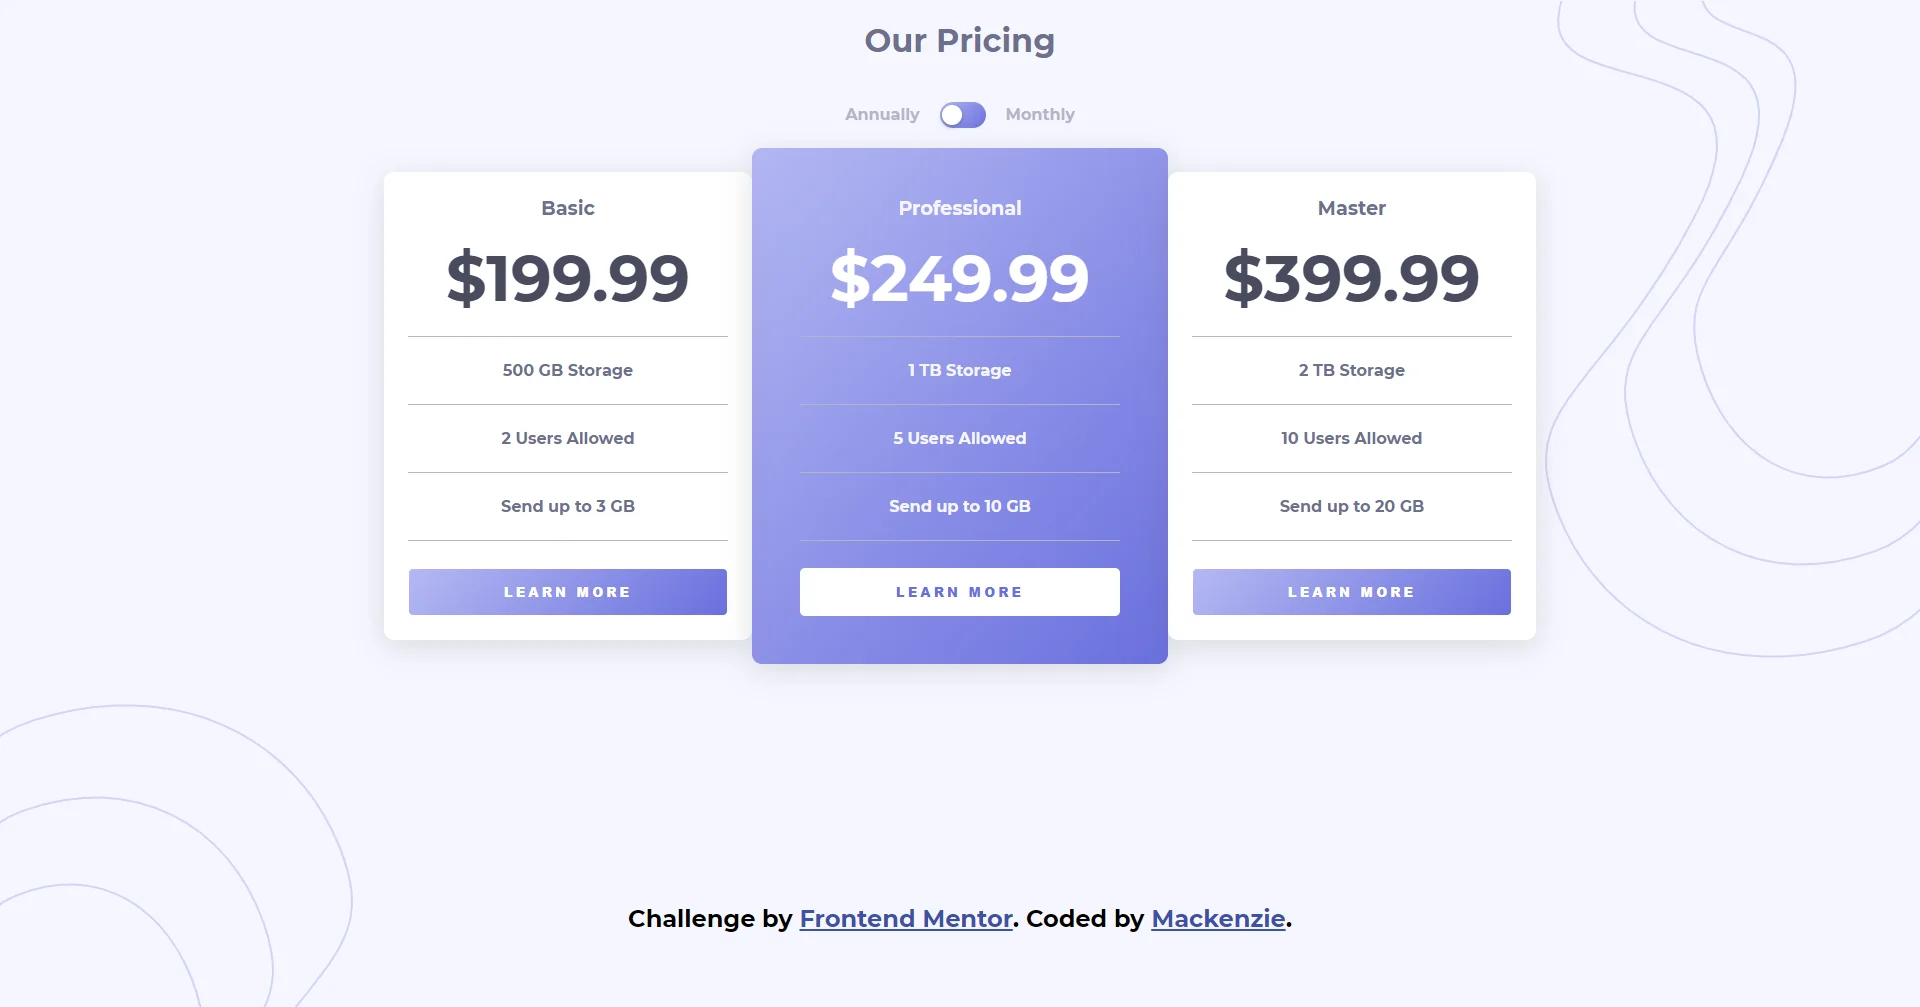 Our Pricing
Annually Monthly
Basic
$199.99
500 GB Storage
2 Users Allowed
Send up to 3 GB
LEARN MORE
Professional
$249.99
1 TB Storage
5 Users Allowed
Send up to 10 GB
LEARN MORE
Master
$399.99
2 TB Storage
10 Users Allowed
Send up to 20 GB
LEARN MORE
Challenge by Frontend Mentor. Coded by Mackenzie.